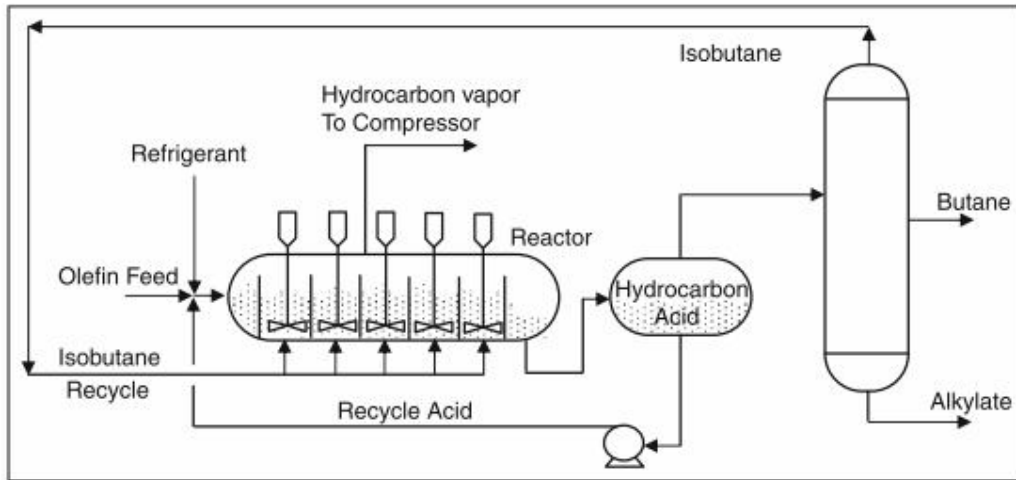 Isobutane
Hydrocarbon vapor
To Compressor
Refrigerant
Butane
Reactor
Olefin Feed
Hydrocarbon
Acid
Isobutane
Recycle
Recycle Acid
Alkylate